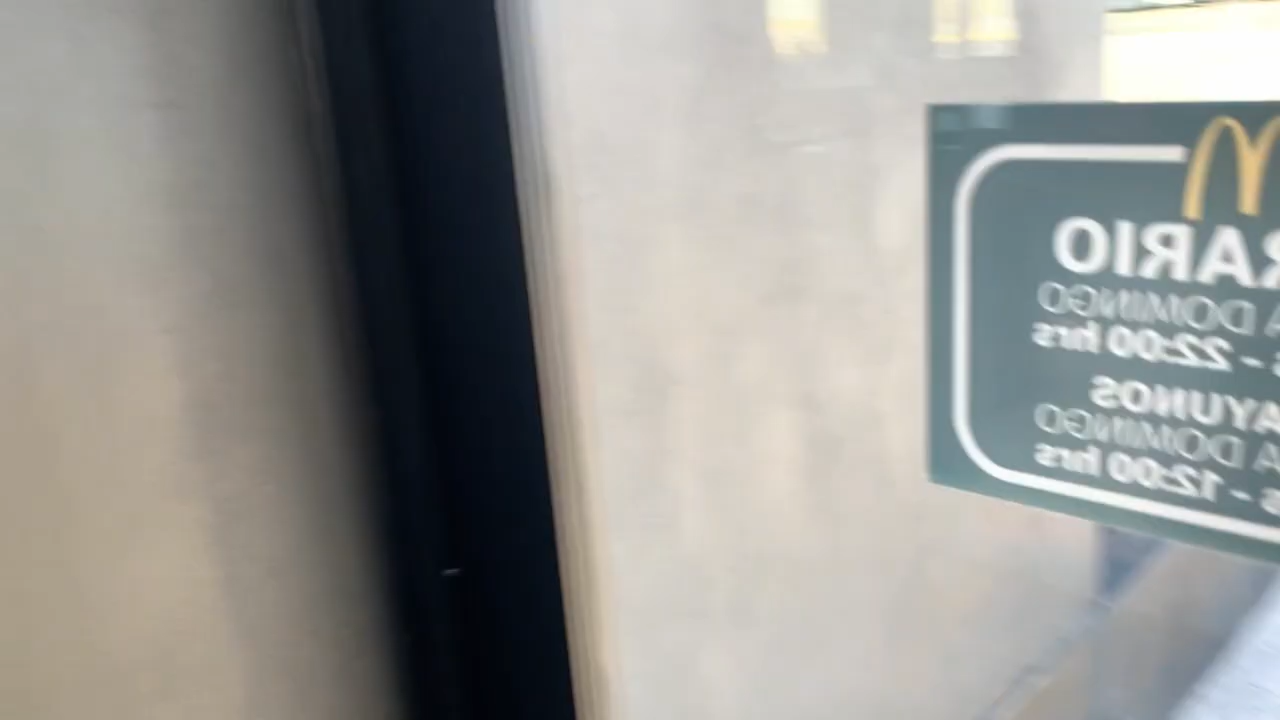 RARIO
A DOMINGO
s - 22:00 hrs
AYUNOS
A DOMINGO
s - 12:00 hrs